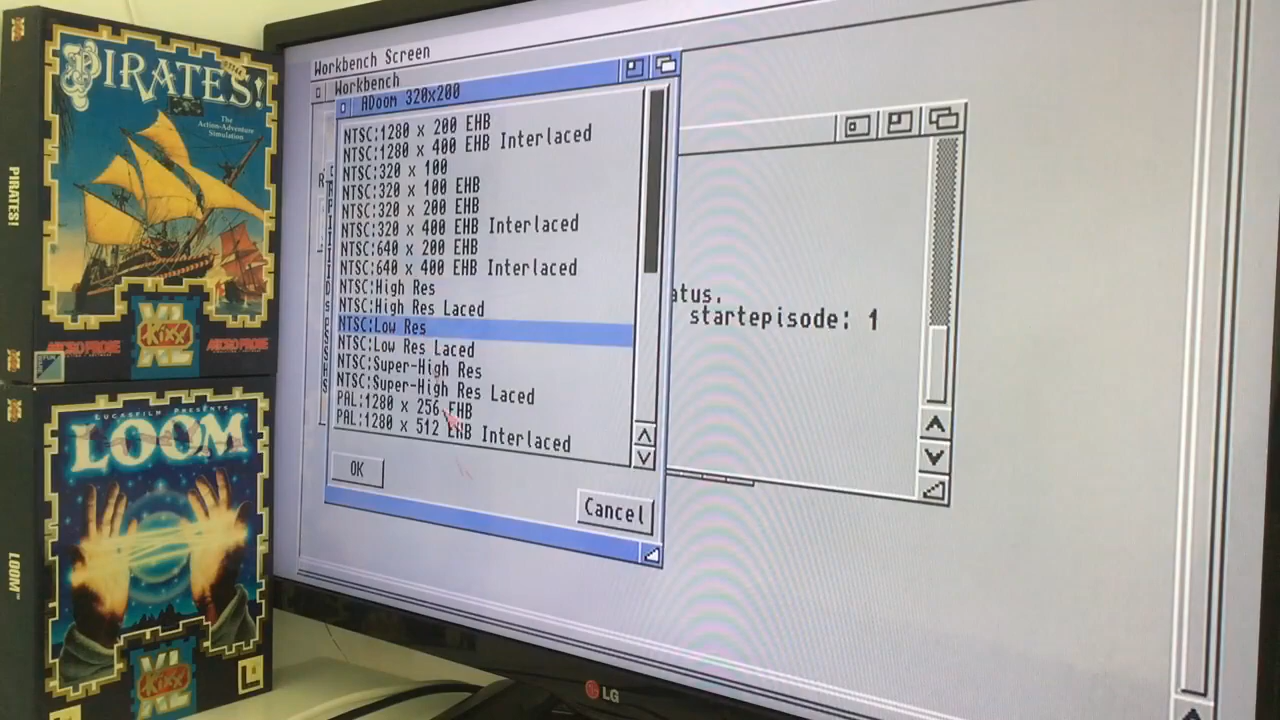 PIRATES!
The
Action-Adventure
Simulation
PIRATES!
XL
KIXX
MICRO PROSE
MICRO PROSE
LUCASFILM PRESENTS
LOOM
LOOM
XL
KIXX
Workbench Screen
Workbench
ADoom 320x200
NTSC:1280 x 200 EHB
NTSC:1280 x 400 EHB Interlaced
NTSC:320 x 100
NTSC:320 x 100 EHB
NTSC:320 x 200 EHB
NTSC:320 x 400 EHB Interlaced
NTSC:640 x 200 EHB
NTSC:640 x 400 EHB Interlaced
NTSC:High Res
NTSC:High Res Laced
NTSC:Low Res
NTSC:Low Res Laced
NTSC:Super-High Res
NTSC:Super-High Res Laced
PAL:1280 x 256 EHB
PAL:1280 x 512 EHB Interlaced
OK
Cancel
atus.
startepisode: 1
LG